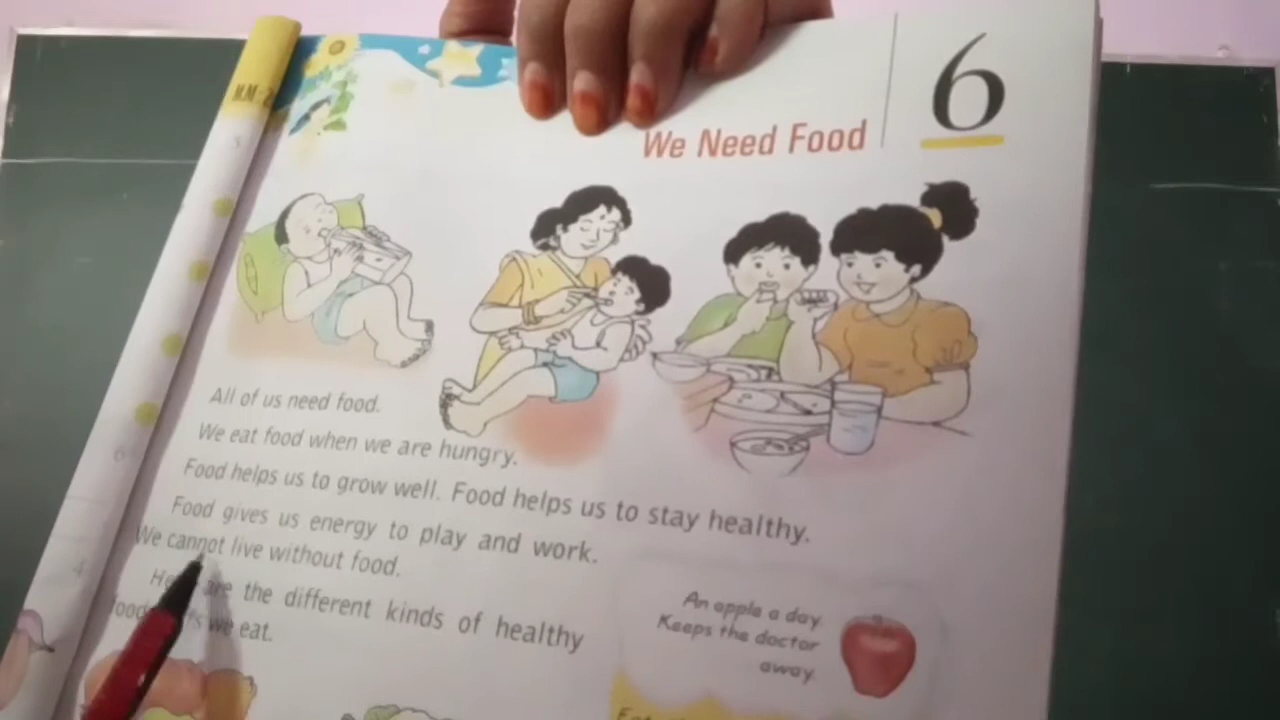 M.M-2
6
We Need Food
All of us need food.
We eat food when we are hungry.
Food helps us to grow well. Food helps us to stay healthy.
Food gives us energy to play and work.
We cannot live without food.
are the different kinds of healthy
we eat.
An apple a day
Keeps the doctor
away.